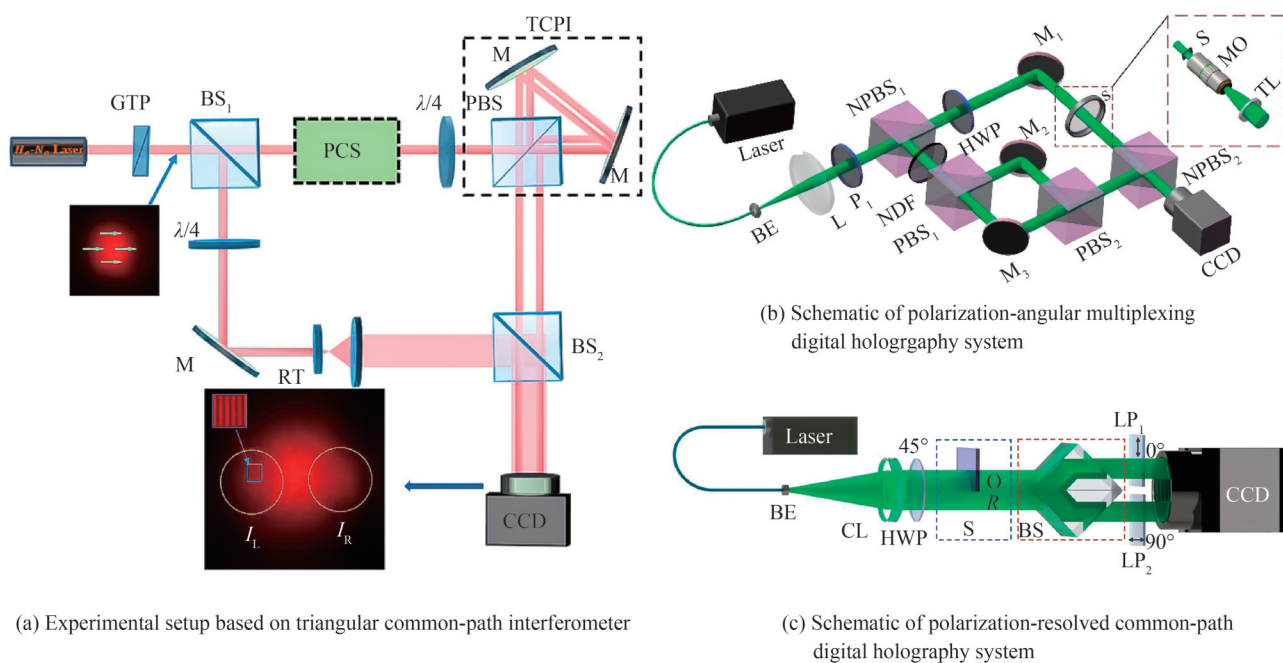 TCPI
M
GTP
BS₁
λ/4
PBS
He-Ne Laser
PCS
M
λ/4
M
RT
BS₂
I_L
I_R
CCD
(a) Experimental setup based on triangular common-path interferometer
M₁
S
MO
TL
NPBS₁
HWP
S
M₂
Laser
NPBS₂
BE
L
P₁
NDF
PBS₁
M₃
PBS₂
CCD
(b) Schematic of polarization-angular multiplexing
digital hologrgaphy system
Laser
45°
LP₁
0°
O
R
CCD
BE
CL
HWP
S
BS
90°
LP₂
(c) Schematic of polarization-resolved common-path
digital holography system